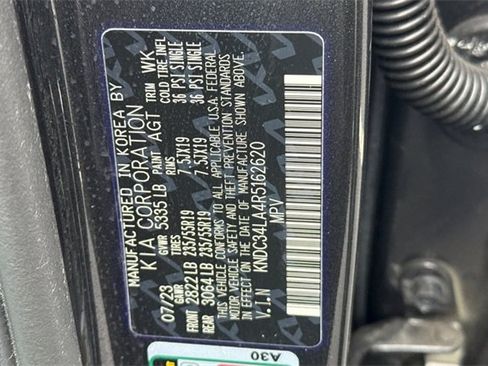 MANUFACTURED IN KOREA BY
KIA CORPORATION
07/23 GVWR 5335 LB PAINT AGT TRIM WK
GAWR TIRES RIMS COLD TIRE INFL
FRONT 2822 LB 235/55R19 7.5JX19 36 PSI SINGLE
REAR 3064 LB 235/55R19 7.5JX19 36 PSI SINGLE
THIS VEHICLE CONFORMS TO ALL APPLICABLE U.S.A. FEDERAL
MOTOR VEHICLE SAFETY STANDARDS AND THEFT PREVENTION STANDARDS
IN EFFECT ON THE DATE OF MANUFACTURE SHOWN ABOVE.
V.I.N KNDC34LA4R5162620
MPV
A30